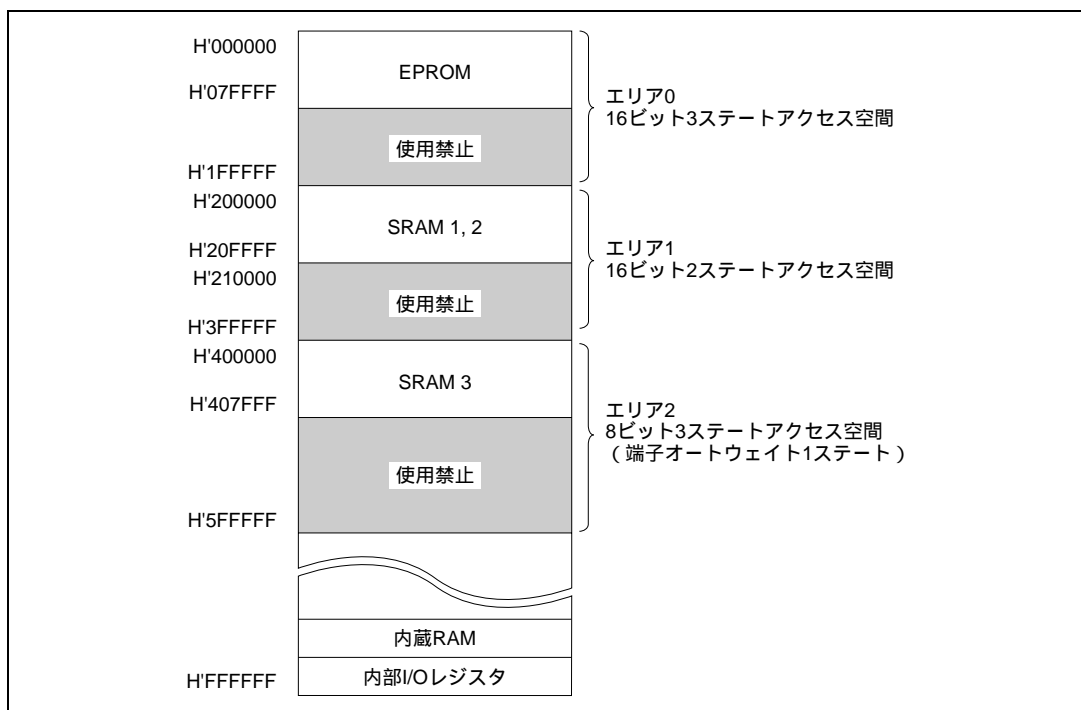 H'000000
EPROM
H'07FFFF
エリア0
16ビット3ステートアクセス空間
使用禁止
H'1FFFFF
H'200000
SRAM 1, 2
H'20FFFF
エリア1
16ビット2ステートアクセス空間
H'210000
使用禁止
H'3FFFFF
H'400000
SRAM 3
H'407FFF
エリア2
8ビット3ステートアクセス空間
(端子オートウェイト1ステート)
使用禁止
H'5FFFFF
内蔵RAM
内部I/Oレジスタ
H'FFFFFF